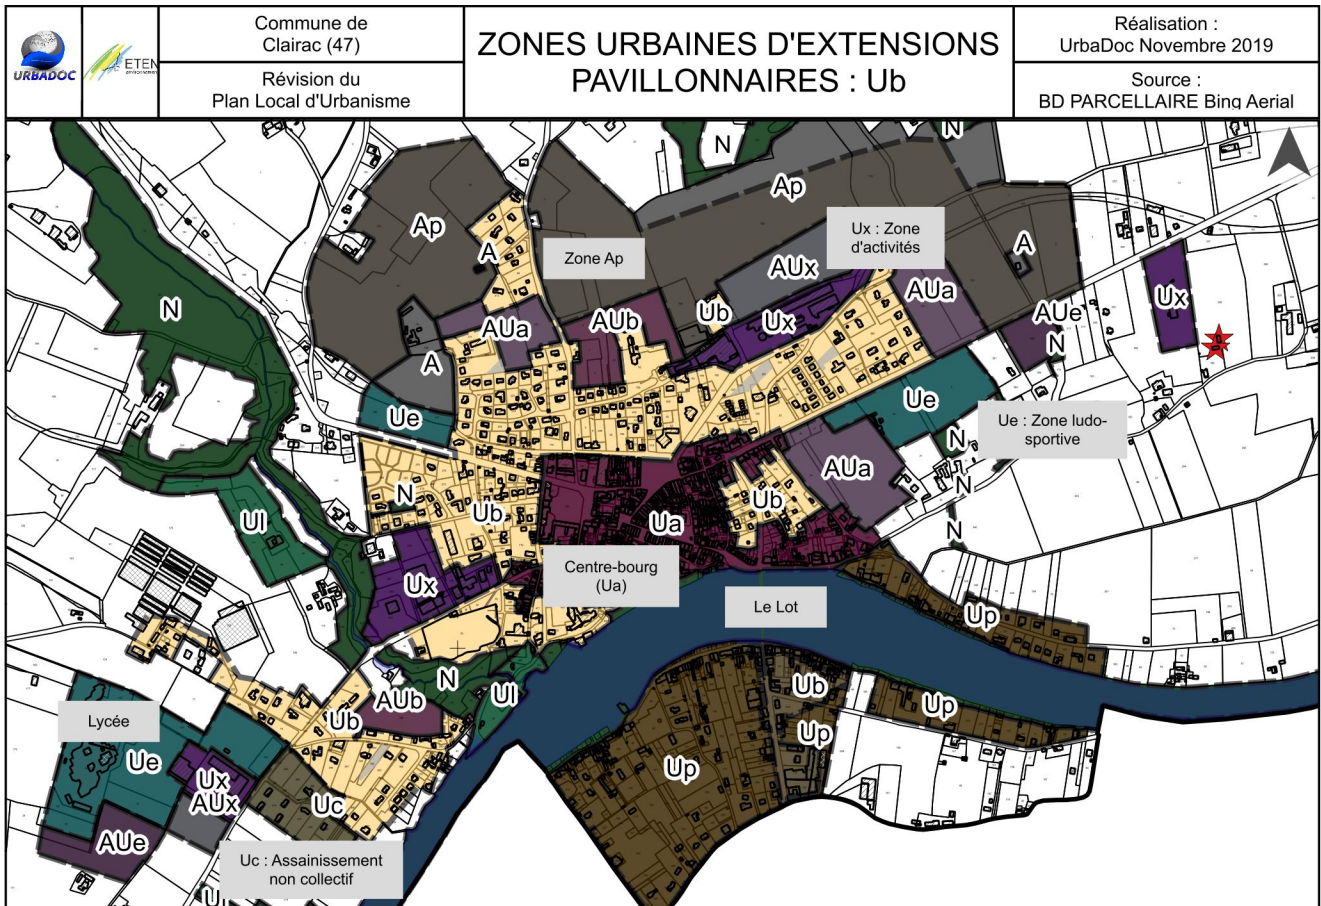 URBADOC
ETEN
environnement
Commune de
Clairac (47)
Révision du
Plan Local d'Urbanisme
ZONES URBAINES D'EXTENSIONS
PAVILLONNAIRES : Ub
Réalisation :
UrbaDoc Novembre 2019
Source :
BD PARCELLAIRE Bing Aerial
N
N
Ap
Ap
A
Zone Ap
Ux : Zone
d'activités
A
AUx
AUa
Ux
N
AUa
AUb
Ub
Ux
AUe
N
A
Ue
Ue
Ue : Zone ludo-
sportive
N
AUa
N
N
Ub
Ub
Ul
Ua
N
Ux
Centre-bourg
(Ua)
Le Lot
Up
N
Ul
AUb
Ub
Ub
Up
Up
Up
Lycée
Ue
Ux
AUx
Uc
AUe
Uc : Assainissement
non collectif